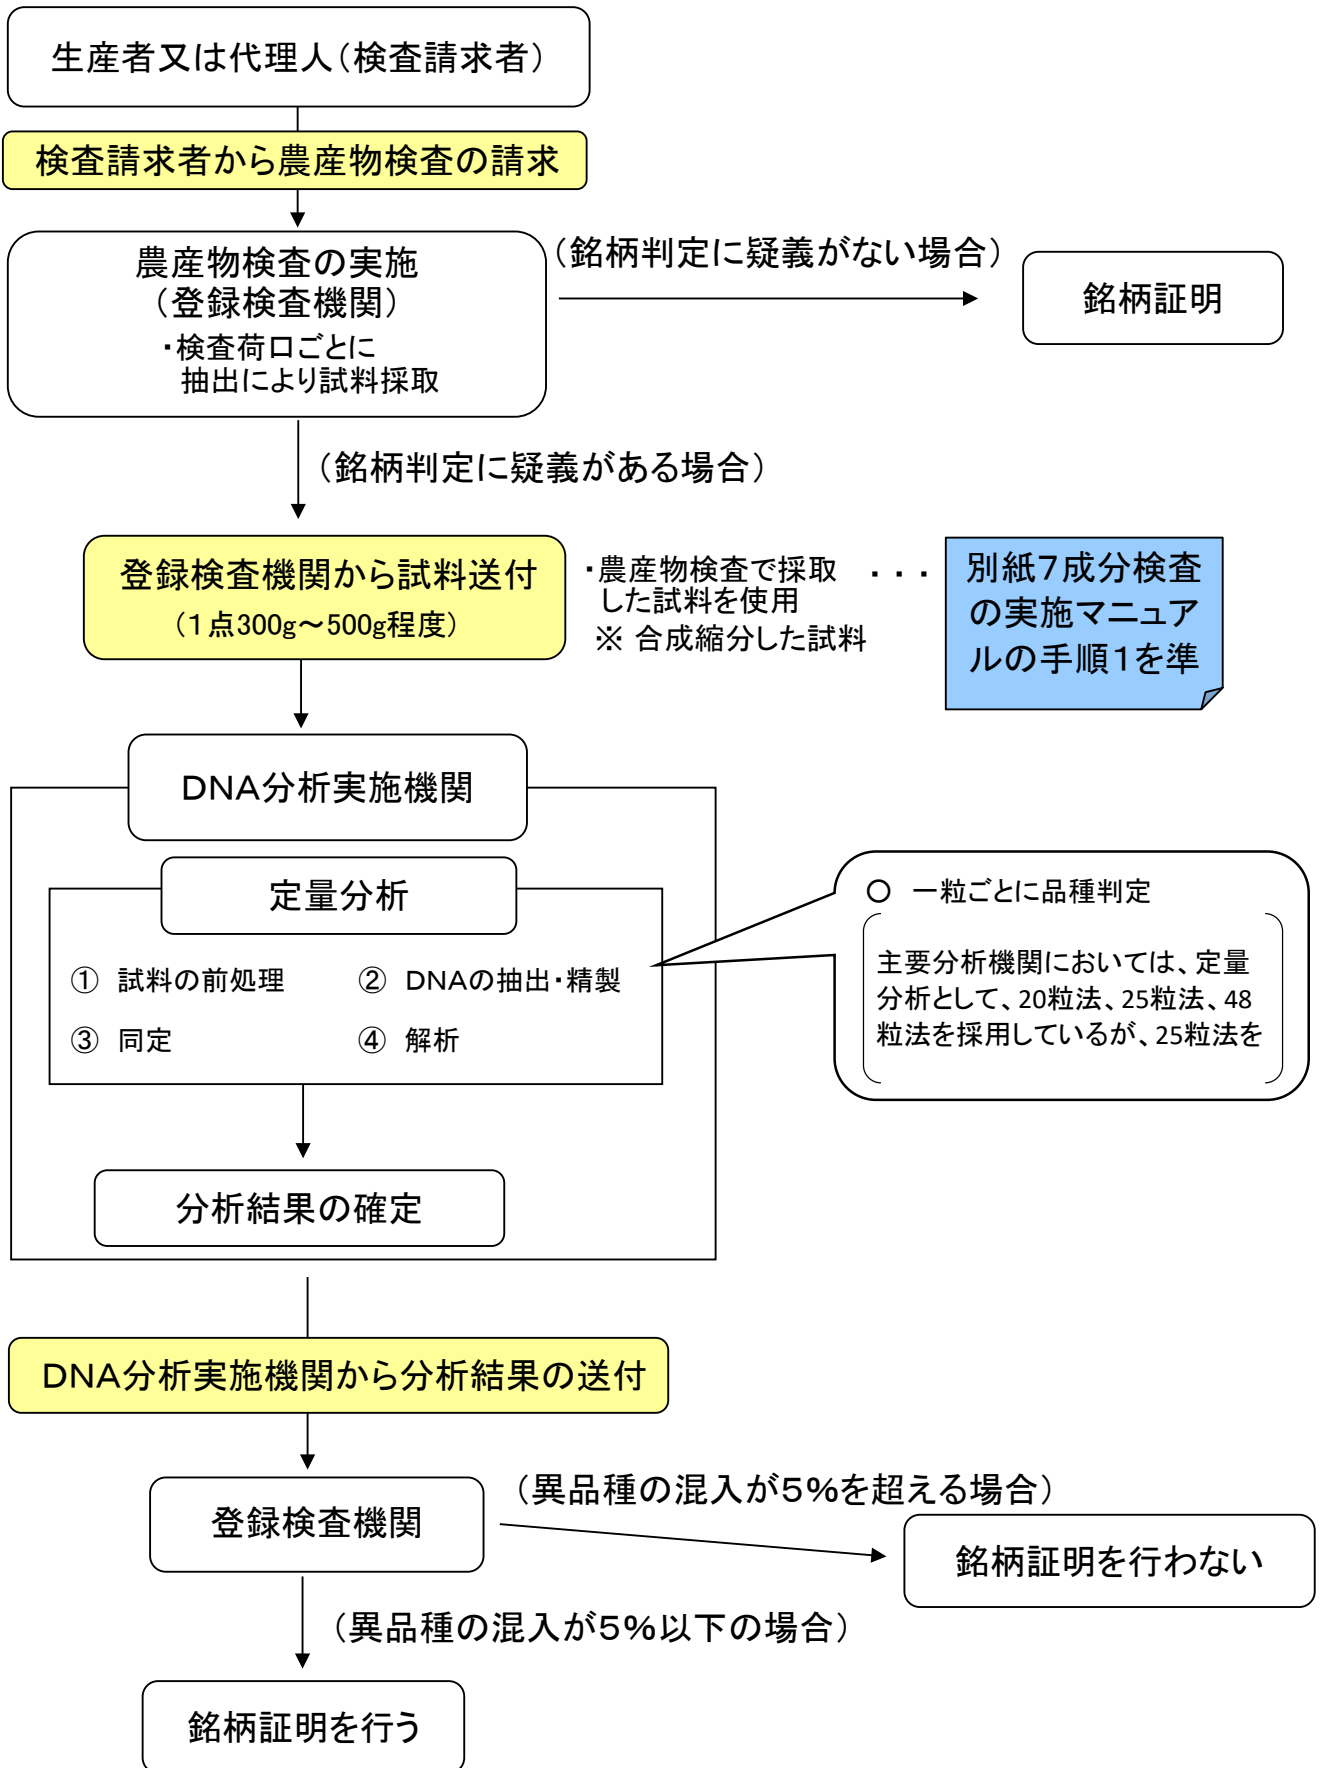 生産者又は代理人（検査請求者）
検査請求者から農産物検査の請求
農産物検査の実施
（登録検査機関）
・検査荷口ごとに
抽出により試料採取
（銘柄判定に疑義がない場合）
銘柄証明
（銘柄判定に疑義がある場合）
登録検査機関から試料送付
（１点300g～500g程度）
・農産物検査で採取
した試料を使用
※ 合成縮分した試料
・・・
別紙７成分検査
の実施マニュア
ルの手順１を準
ＤＮＡ分析実施機関
定量分析
① 試料の前処理
② ＤＮＡの抽出・精製
③ 同定
④ 解析
○ 一粒ごとに品種判定
主要分析機関においては、定量
分析として、20粒法、25粒法、48
粒法を採用しているが、25粒法を
分析結果の確定
ＤＮＡ分析実施機関から分析結果の送付
登録検査機関
（異品種の混入が５％を超える場合）
銘柄証明を行わない
（異品種の混入が５％以下の場合）
銘柄証明を行う